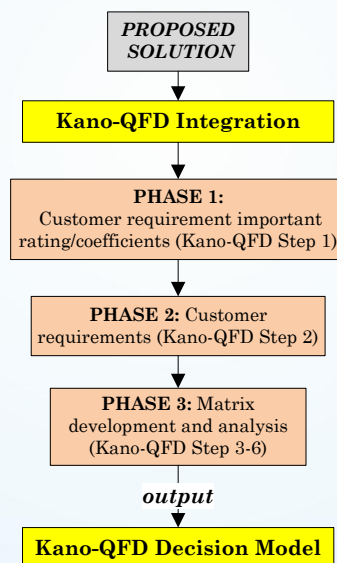 PROPOSED
SOLUTION
Kano-QFD Integration
PHASE 1:
Customer requirement important
rating/coefficients (Kano-QFD Step 1)
PHASE 2: Customer
requirements (Kano-QFD Step 2)
PHASE 3: Matrix
development and analysis
(Kano-QFD Step 3-6)
output
Kano-QFD Decision Model